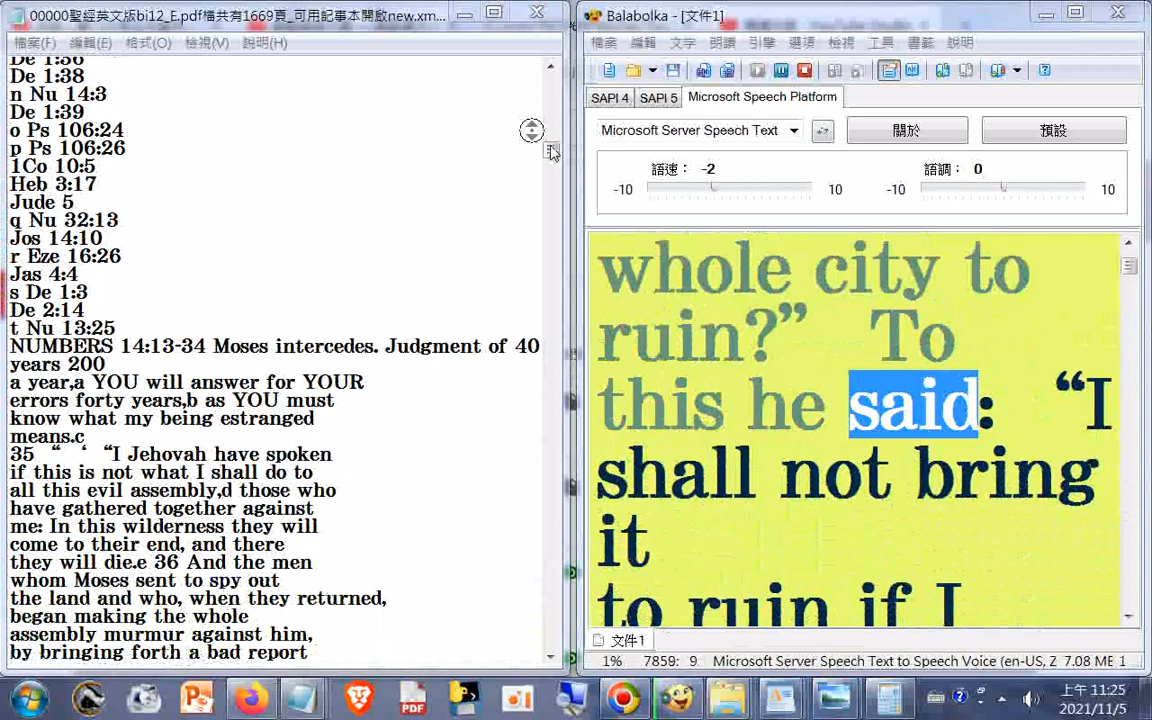 00000聖經英文版bi12_E.pdf檔共有1669頁_可用記事本開啟new.xm...
檔案(F) 編輯(E) 格式(O) 檢視(V) 說明(H)
De 1:36
De 1:38
n Nu 14:3
De 1:39
o Ps 106:24
p Ps 106:26
1Co 10:5
Heb 3:17
Jude 5
q Nu 32:13
Jos 14:10
r Eze 16:26
Jas 4:4
s De 1:3
De 2:14
t Nu 13:25
NUMBERS 14:13-34 Moses intercedes. Judgment of 40
years 200
a year,a YOU will answer for YOUR
errors forty years,b as YOU must
know what my being estranged
means.c
35 “ ‘ “I Jehovah have spoken
if this is not what I shall do to
all this evil assembly,d those who
have gathered together against
me: In this wilderness they will
come to their end, and there
they will die.e 36 And the men
whom Moses sent to spy out
the land and who, when they returned,
began making the whole
assembly murmur against him,
by bringing forth a bad report
Balabolka - [文件1]
檔案 編輯 文字 朗讀 引擎 選項 檢視 工具 書籤 說明
SAPI 4 SAPI 5 Microsoft Speech Platform
Microsoft Server Speech Text 關於 預設
語速： -2 語調： 0
-10 10 -10 10
whole city to
ruin?” To
this he said: “I
shall not bring
it
to ruin if I
文件1
1% 7859: 9 Microsoft Server Speech Text to Speech Voice (en-US, Z 7.08 ME 1
PDF
上午 11:25
2021/11/5